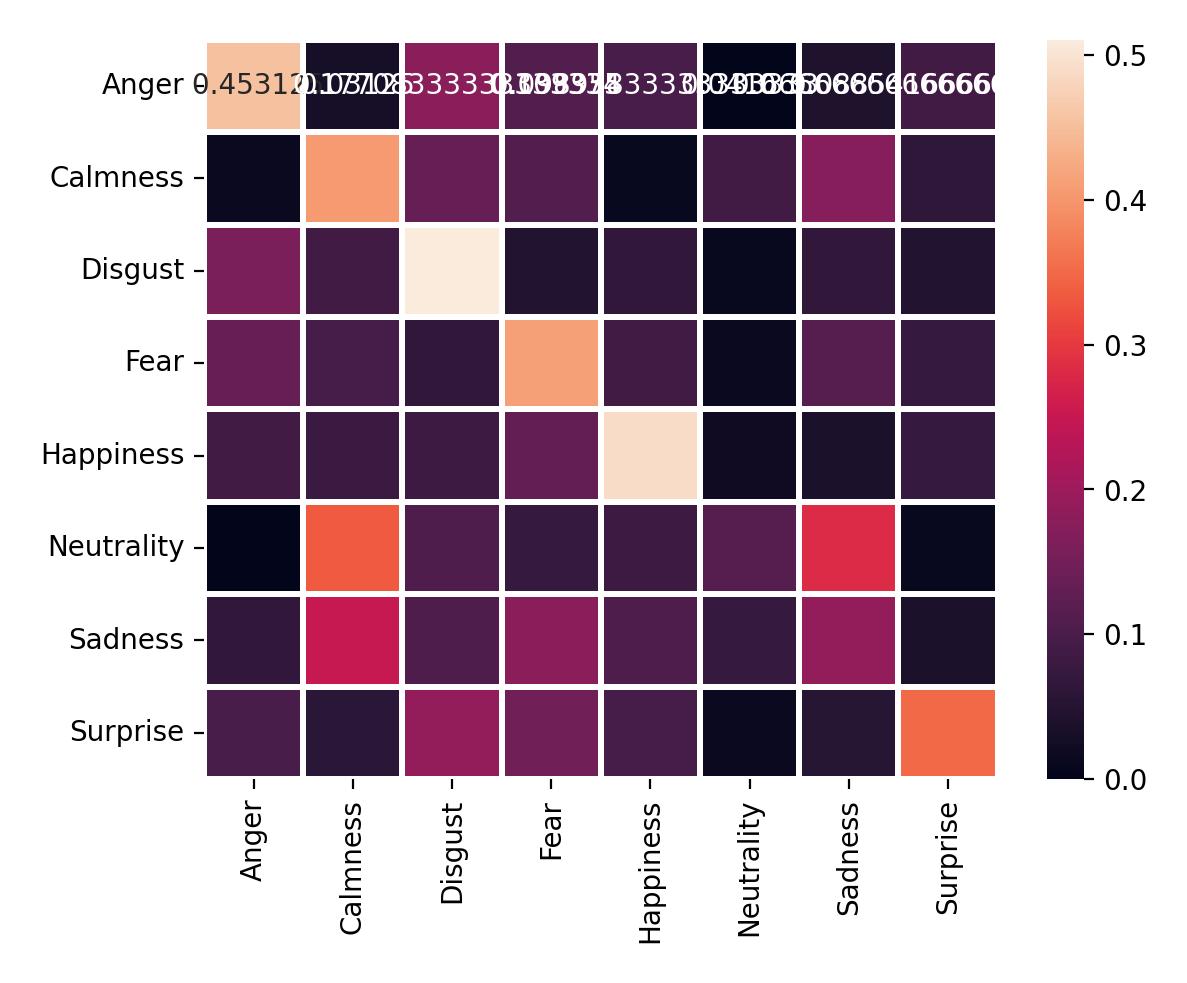 Anger
Calmness
Disgust
Fear
Happiness
Neutrality
Sadness
Surprise
Anger
Calmness
Disgust
Fear
Happiness
Neutrality
Sadness
Surprise
0.5
0.4
0.3
0.2
0.1
0.0